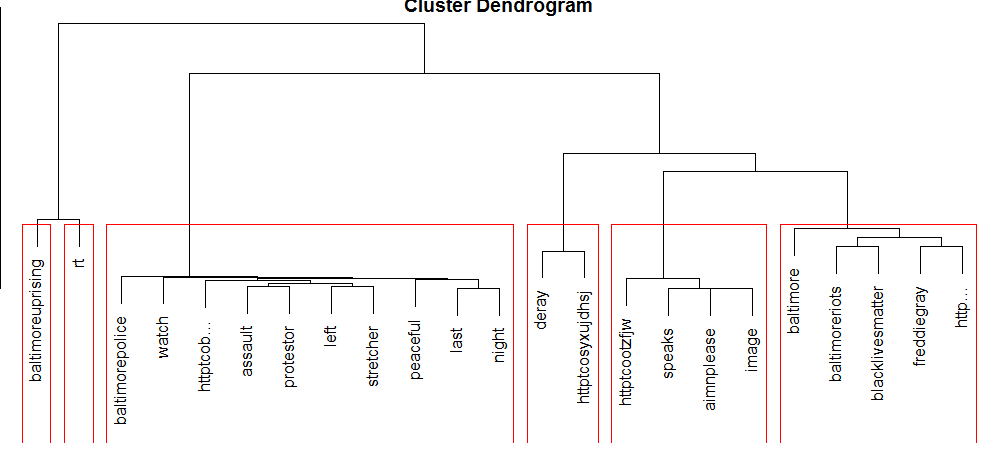 Cluster Dendrogram
baltimoreuprising
rt
baltimorepolice
watch
httptcob…
assault
protestor
left
stretcher
peaceful
last
night
deray
httptcosyxujdhsj
httptcootzfjw
speaks
aimnplease
image
baltimore
baltimoreriots
blacklivesmatter
freddiegray
http…